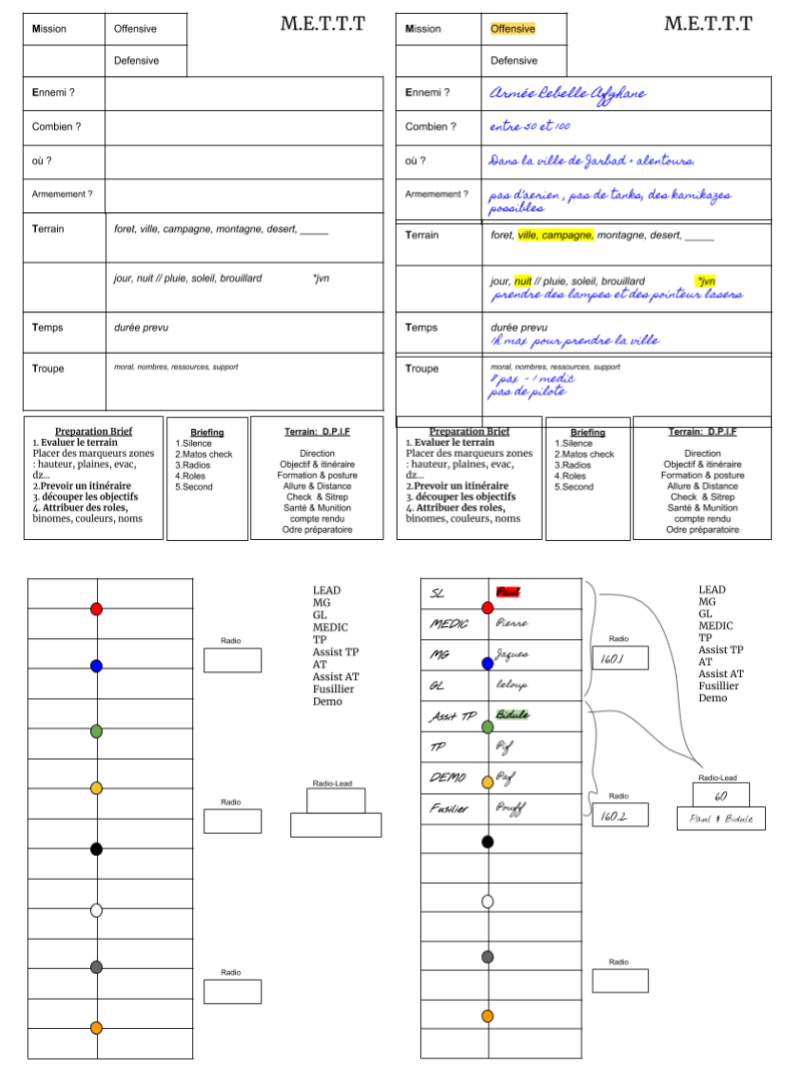 M.E.T.T.T
Mission Offensive
Defensive
Ennemi ?
Combien ?
où ?
Armemement ?
Terrain foret, ville, campagne, montagne, desert, _____
jour, nuit // pluie, soleil, brouillard *jvn
Temps durée prevu
Troupe moral, nombres, ressources, support
Preparation Brief
1. Evaluer le terrain
Placer des marqueurs zones
: hauteur, plaines, evac,
dz...
2.Prevoir un itinéraire
3. découper les objectifs
4. Attribuer des roles,
binomes, couleurs, noms
Briefing
1.Silence
2.Matos check
3.Radios
4.Roles
5.Second
Terrain: D.P.I.F
Direction
Objectif & itinéraire
Formation & posture
Allure & Distance
Check & Sitrep
Santé & Munition
compte rendu
Odre préparatoire
M.E.T.T.T
Mission Offensive
Defensive
Ennemi ? Armée Rebelle Afghane
Combien ? entre 50 et 100
où ? Dans la ville de Jarbad + alentours.
Armemement ? pas d'aerien, pas de tanks, des kamikazes
possibles
Terrain foret, ville, campagne, montagne, desert, _____
jour, nuit // pluie, soleil, brouillard *jvn
prendre des lampes et des pointeur lasers
Temps durée prevu
1h max pour prendre la ville
Troupe moral, nombres, ressources, support
8 pax - 1 medic
pas de pilote
Preparation Brief
1. Evaluer le terrain
Placer des marqueurs zones
: hauteur, plaines, evac,
dz...
2.Prevoir un itinéraire
3. découper les objectifs
4. Attribuer des roles,
binomes, couleurs, noms
Briefing
1.Silence
2.Matos check
3.Radios
4.Roles
5.Second
Terrain: D.P.I.F
Direction
Objectif & itinéraire
Formation & posture
Allure & Distance
Check & Sitrep
Santé & Munition
compte rendu
Odre préparatoire
LEAD
MG
GL
MEDIC
TP
Assist TP
AT
Assist AT
Fusillier
Demo
Radio
Radio-Lead
Radio
Radio
SL Paul
MEDIC Pierre
MG Jaques
GL leloup
Assit TP Bidule
TP Pif
DEMO Paf
Fusilier Pouff
Radio
160.1
Radio
160.2
Radio
LEAD
MG
GL
MEDIC
TP
Assist TP
AT
Assist AT
Fusillier
Demo
Radio-Lead
60
Paul & Bidule